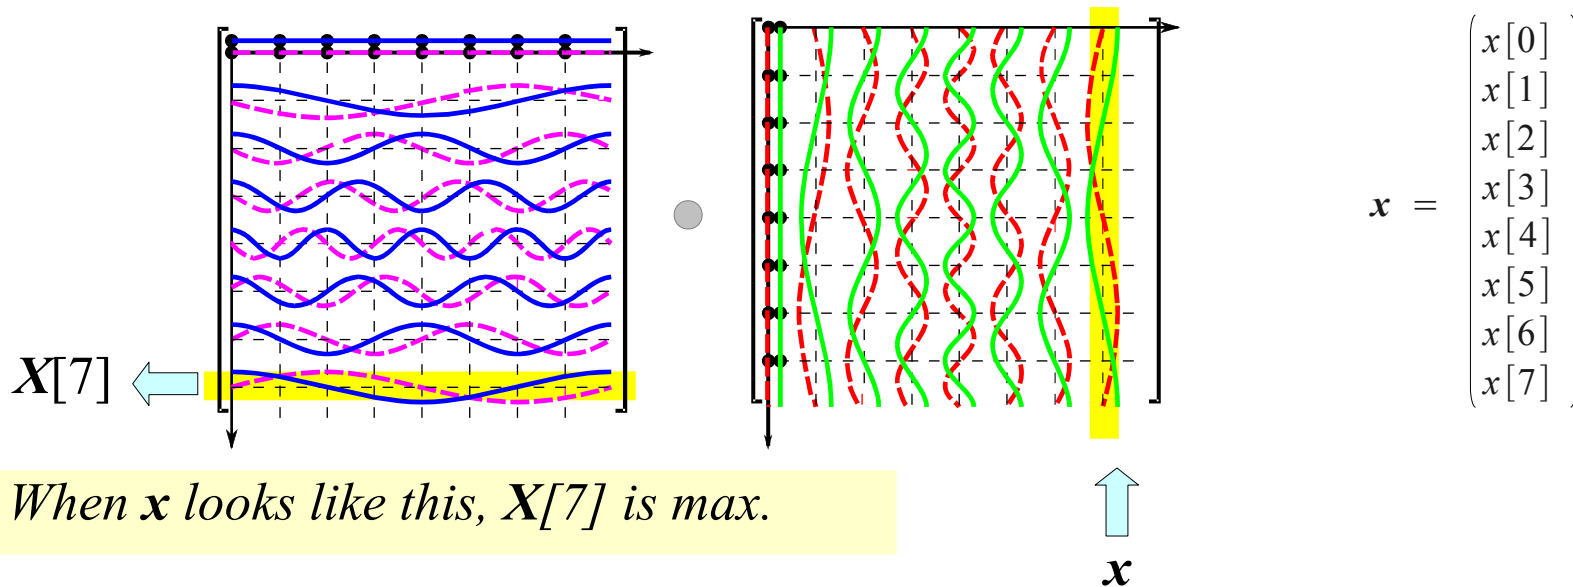 X[7]
x =
x[0]
x[1]
x[2]
x[3]
x[4]
x[5]
x[6]
x[7]
When x looks like this, X[7] is max.
x